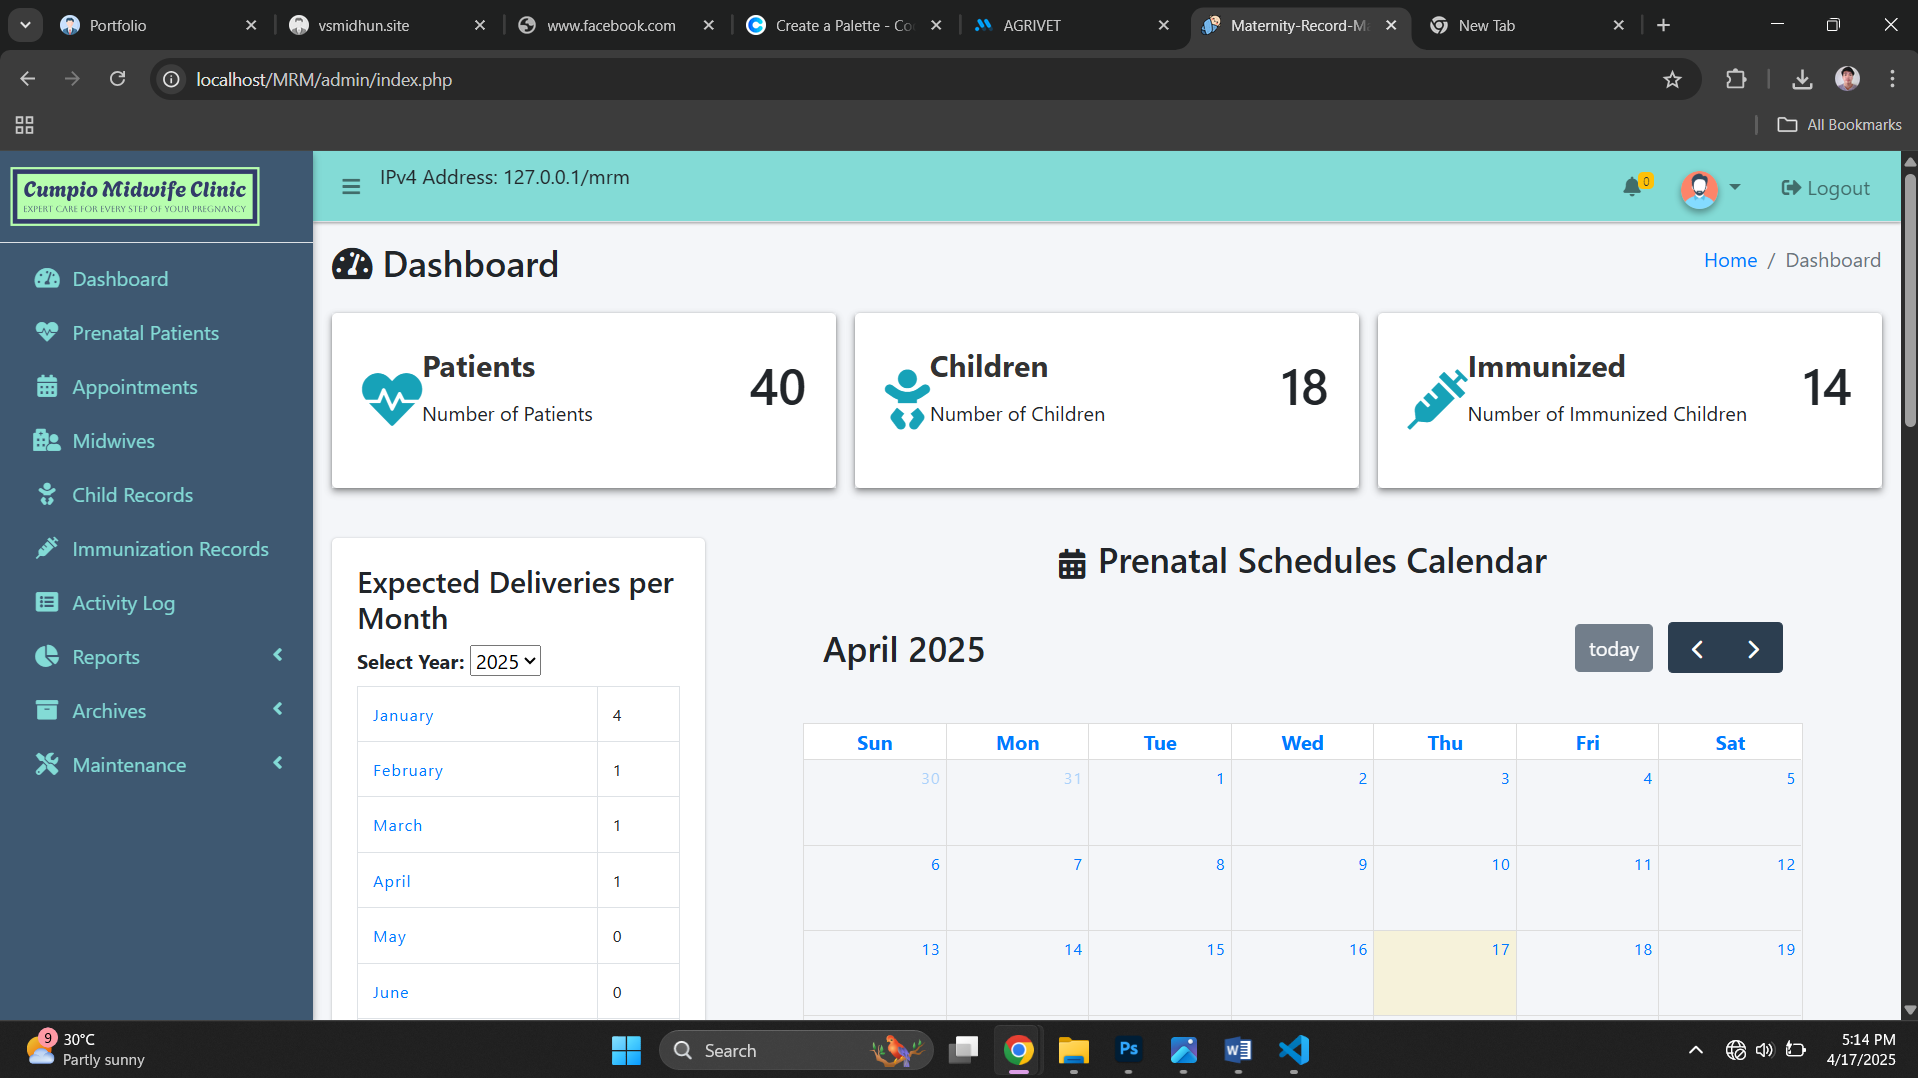 Portfolio
vsmidhun.site
www.facebook.com
Create a Palette - Co
AGRIVET
Maternity-Record-Ma
New Tab
localhost/MRM/admin/index.php
All Bookmarks
Cumpio Midwife Clinic
EXPERT CARE FOR EVERY STEP OF YOUR PREGNANCY
IPv4 Address: 127.0.0.1/mrm
0
Logout
Dashboard
Prenatal Patients
Appointments
Midwives
Child Records
Immunization Records
Activity Log
Reports
Archives
Maintenance
Dashboard
Home / Dashboard
Patients
Number of Patients
40
Children
Number of Children
18
Immunized
Number of Immunized Children
14
Expected Deliveries per
Month
Select Year: 2025
January 4
February 1
March 1
April 1
May 0
June 0
Prenatal Schedules Calendar
April 2025
today
Sun Mon Tue Wed Thu Fri Sat
30 31 1 2 3 4 5
6 7 8 9 10 11 12
13 14 15 16 17 18 19
9
30°C
Partly sunny
Search
Ps
W
5:14 PM
4/17/2025